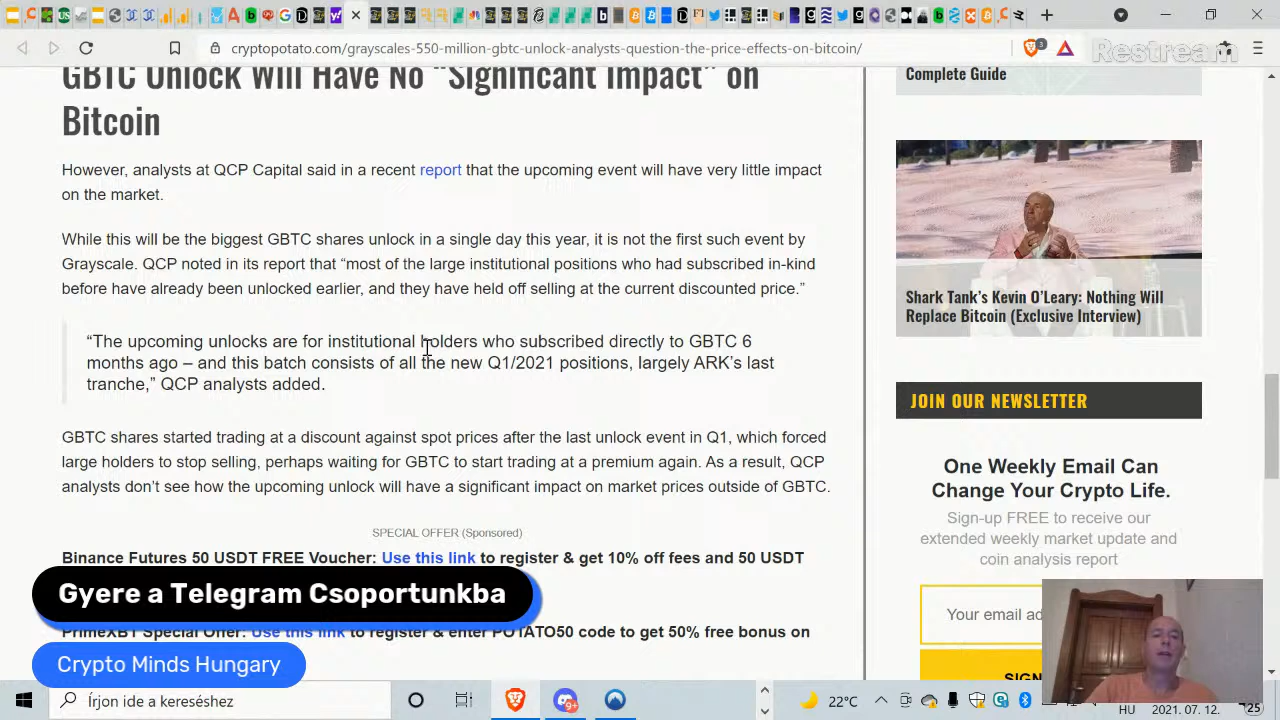 cryptopotato.com/grayscales-550-million-gbtc-unlock-analysts-question-the-price-effects-on-bitcoin/
3
Restream
GBTC Unlock Will Have No “Significant Impact” on
Bitcoin
However, analysts at QCP Capital said in a recent report that the upcoming event will have very little impact
on the market.
While this will be the biggest GBTC shares unlock in a single day this year, it is not the first such event by
Grayscale. QCP noted in its report that “most of the large institutional positions who had subscribed in-kind
before have already been unlocked earlier, and they have held off selling at the current discounted price.”
“The upcoming unlocks are for institutional holders who subscribed directly to GBTC 6
months ago – and this batch consists of all the new Q1/2021 positions, largely ARK’s last
tranche,” QCP analysts added.
GBTC shares started trading at a discount against spot prices after the last unlock event in Q1, which forced
large holders to stop selling, perhaps waiting for GBTC to start trading at a premium again. As a result, QCP
analysts don’t see how the upcoming unlock will have a significant impact on market prices outside of GBTC.
SPECIAL OFFER (Sponsored)
Binance Futures 50 USDT FREE Voucher: Use this link to register & get 10% off fees and 50 USDT
PrimeXBT Special Offer: Use this link to register & enter POTATO50 code to get 50% free bonus on
Complete Guide
Shark Tank’s Kevin O’Leary: Nothing Will
Replace Bitcoin (Exclusive Interview)
JOIN OUR NEWSLETTER
One Weekly Email Can
Change Your Crypto Life.
Sign-up FREE to receive our
extended weekly market update and
coin analysis report
Your email ad
SIGN
Gyere a Telegram Csoportunkba
Crypto Minds Hungary
Írjon ide a kereséshez
9+
22°C
HU
2021. 07. 12.
25